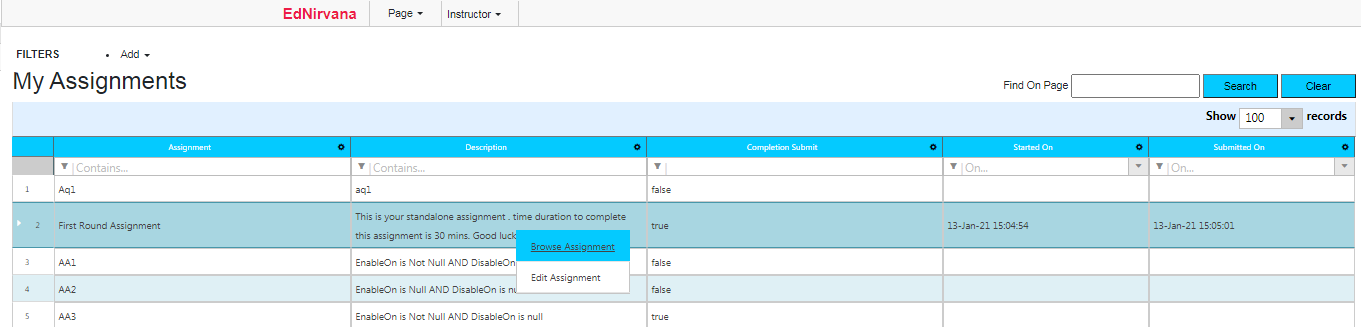 EdNirvana Page Instructor
FILTERS • Add
My Assignments
Find On Page Search Clear
Show 100 records
Assignment Description Completion Submit Started On Submitted On
Contains... Contains... On... On...
1 Aq1 aq1 false
2 First Round Assignment This is your standalone assignment . time duration to complete true 13-Jan-21 15:04:54 13-Jan-21 15:05:01
this assignment is 30 mins. Good luck
Browse Assignment
3 AA1 EnableOn is Not Null AND DisableOn false
Edit Assignment
4 AA2 EnableOn is Null AND DisableOn is nu false
5 AA3 EnableOn is Not Null AND DisableOn is null true